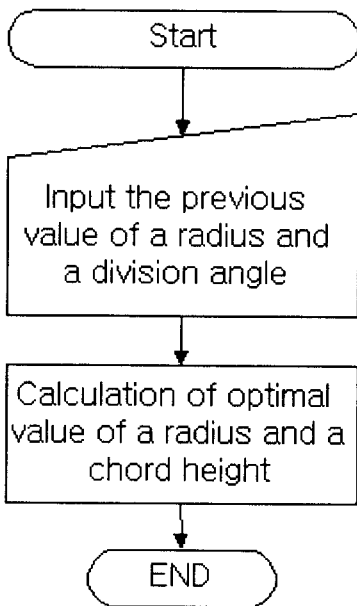 Start
Input the previous
value of a radius and
a division angle
Calculation of optimal
value of a radius and a
chord height
END